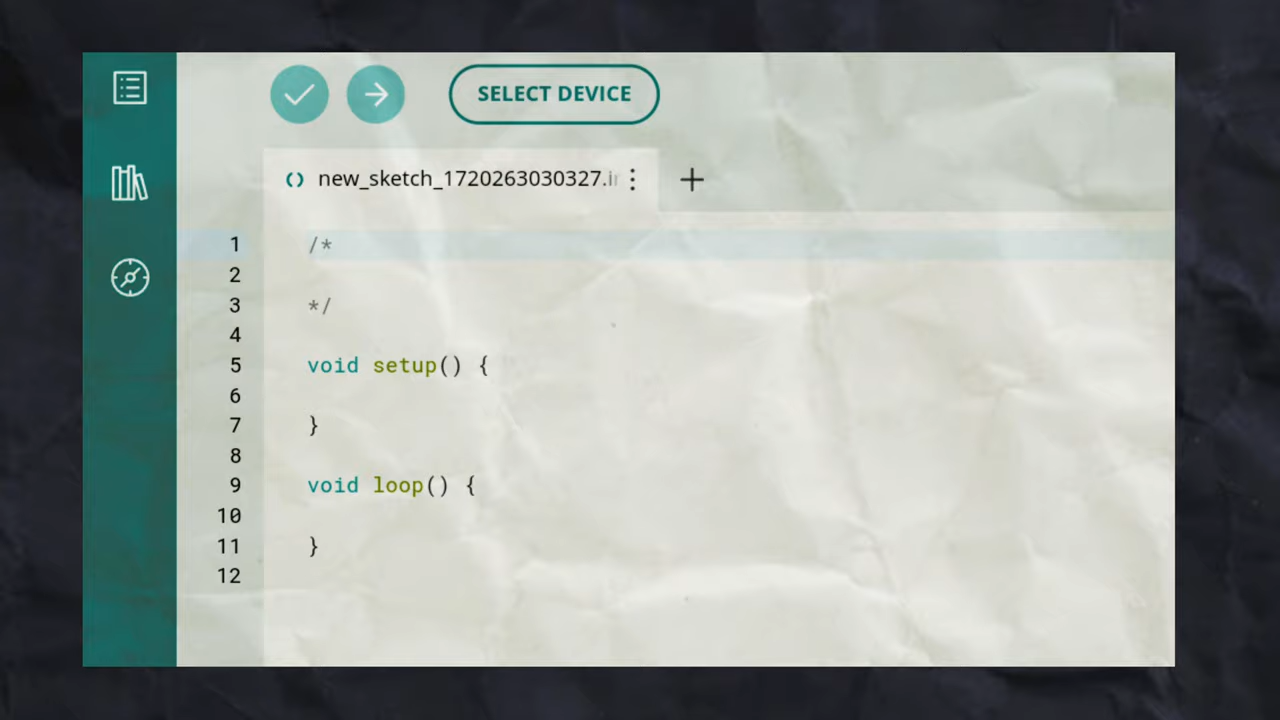 SELECT DEVICE
new_sketch_1720263030327.i
1 /*
2
3 */
4
5 void setup() {
6
7 }
8
9 void loop() {
10
11 }
12